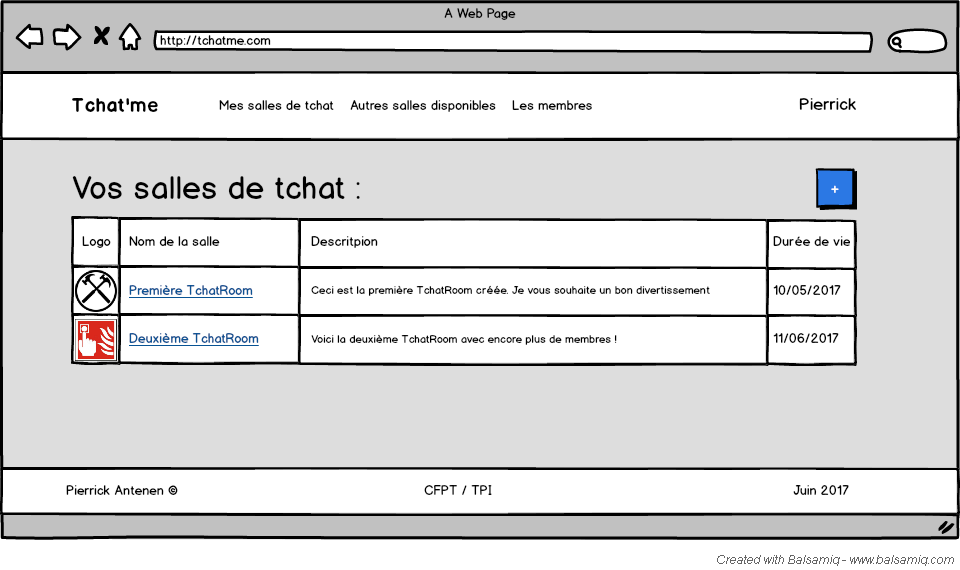 A Web Page
http://tchatme.com
Tchat'me
Mes salles de tchat
Autres salles disponibles
Les membres
Pierrick
Vos salles de tchat :
+
Logo
Nom de la salle
Descritpion
Durée de vie
Première TchatRoom
Ceci est la première TchatRoom créée. Je vous souhaite un bon divertissement
10/05/2017
Deuxième TchatRoom
Voici la deuxième TchatRoom avec encore plus de membres !
11/06/2017
Pierrick Antenen ©
CFPT / TPI
Juin 2017
Created with Balsamiq - www.balsamiq.com